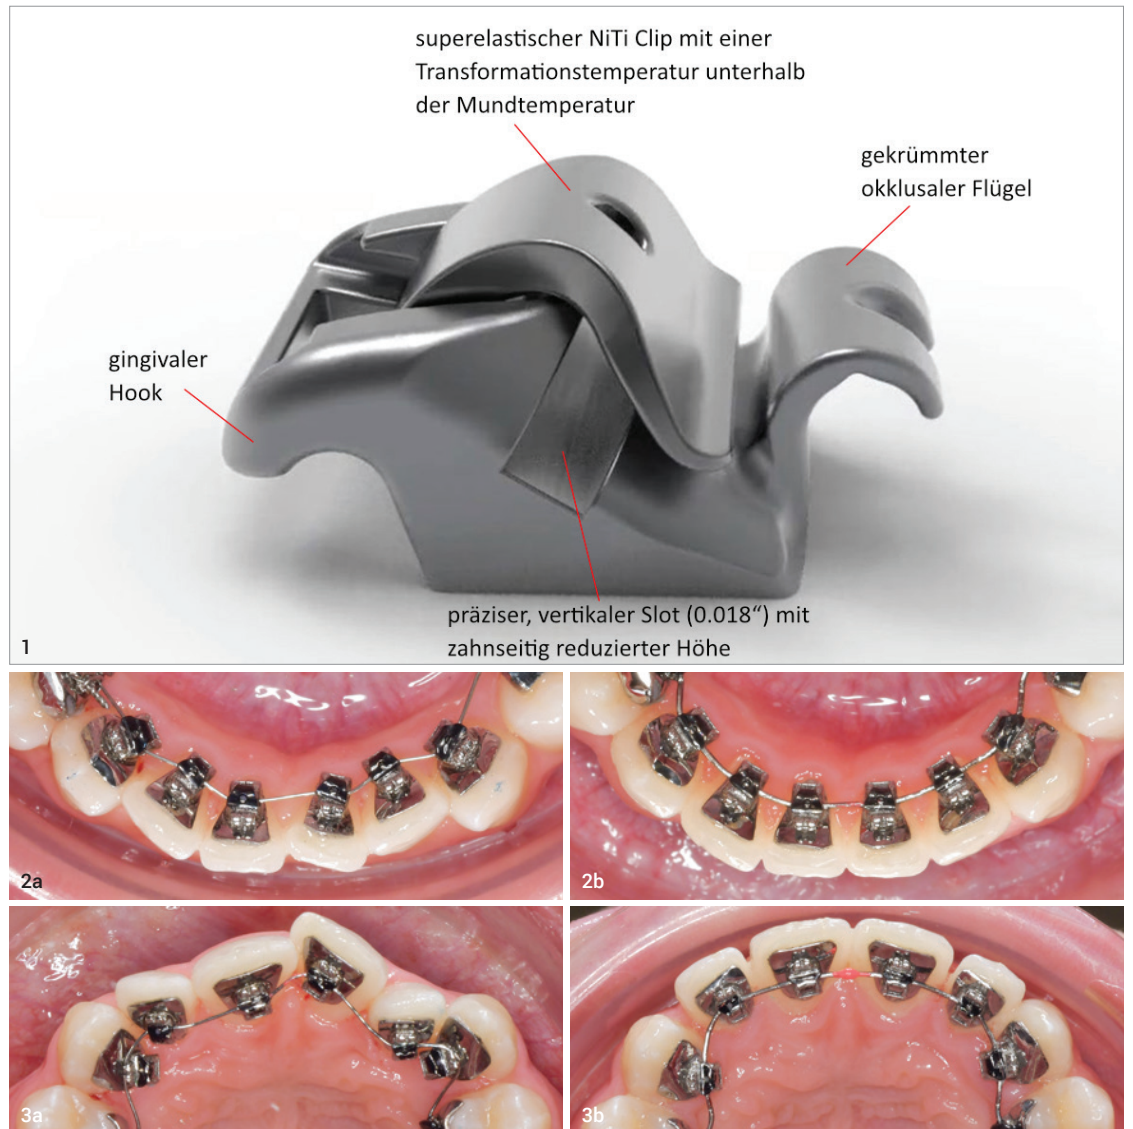 superelastischer NiTi Clip mit einer
Transformationstemperatur unterhalb
der Mundtemperatur
gekrümmter
okklusaler Flügel
gingivaler
Hook
präziser, vertikaler Slot (0.018“) mit
zahnseitig reduzierter Höhe
1
2a
2b
3a
3b